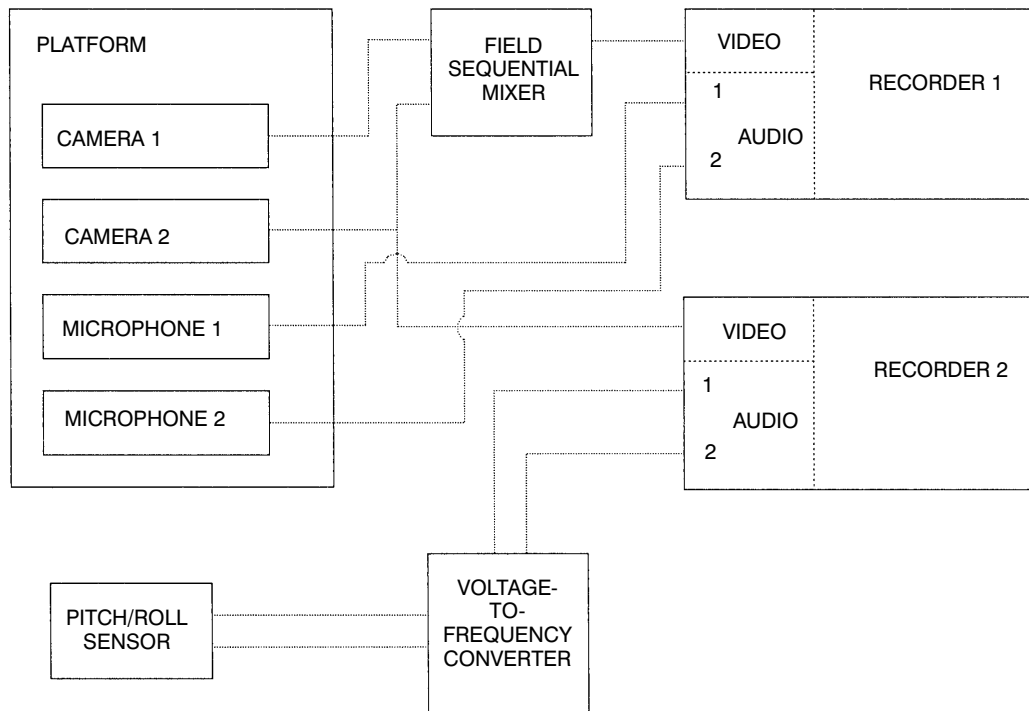 PLATFORM
CAMERA 1
CAMERA 2
MICROPHONE 1
MICROPHONE 2
FIELD
SEQUENTIAL
MIXER
VIDEO
1
AUDIO
2
RECORDER 1
VIDEO
1
AUDIO
2
RECORDER 2
PITCH/ROLL
SENSOR
VOLTAGE-
TO-
FREQUENCY
CONVERTER